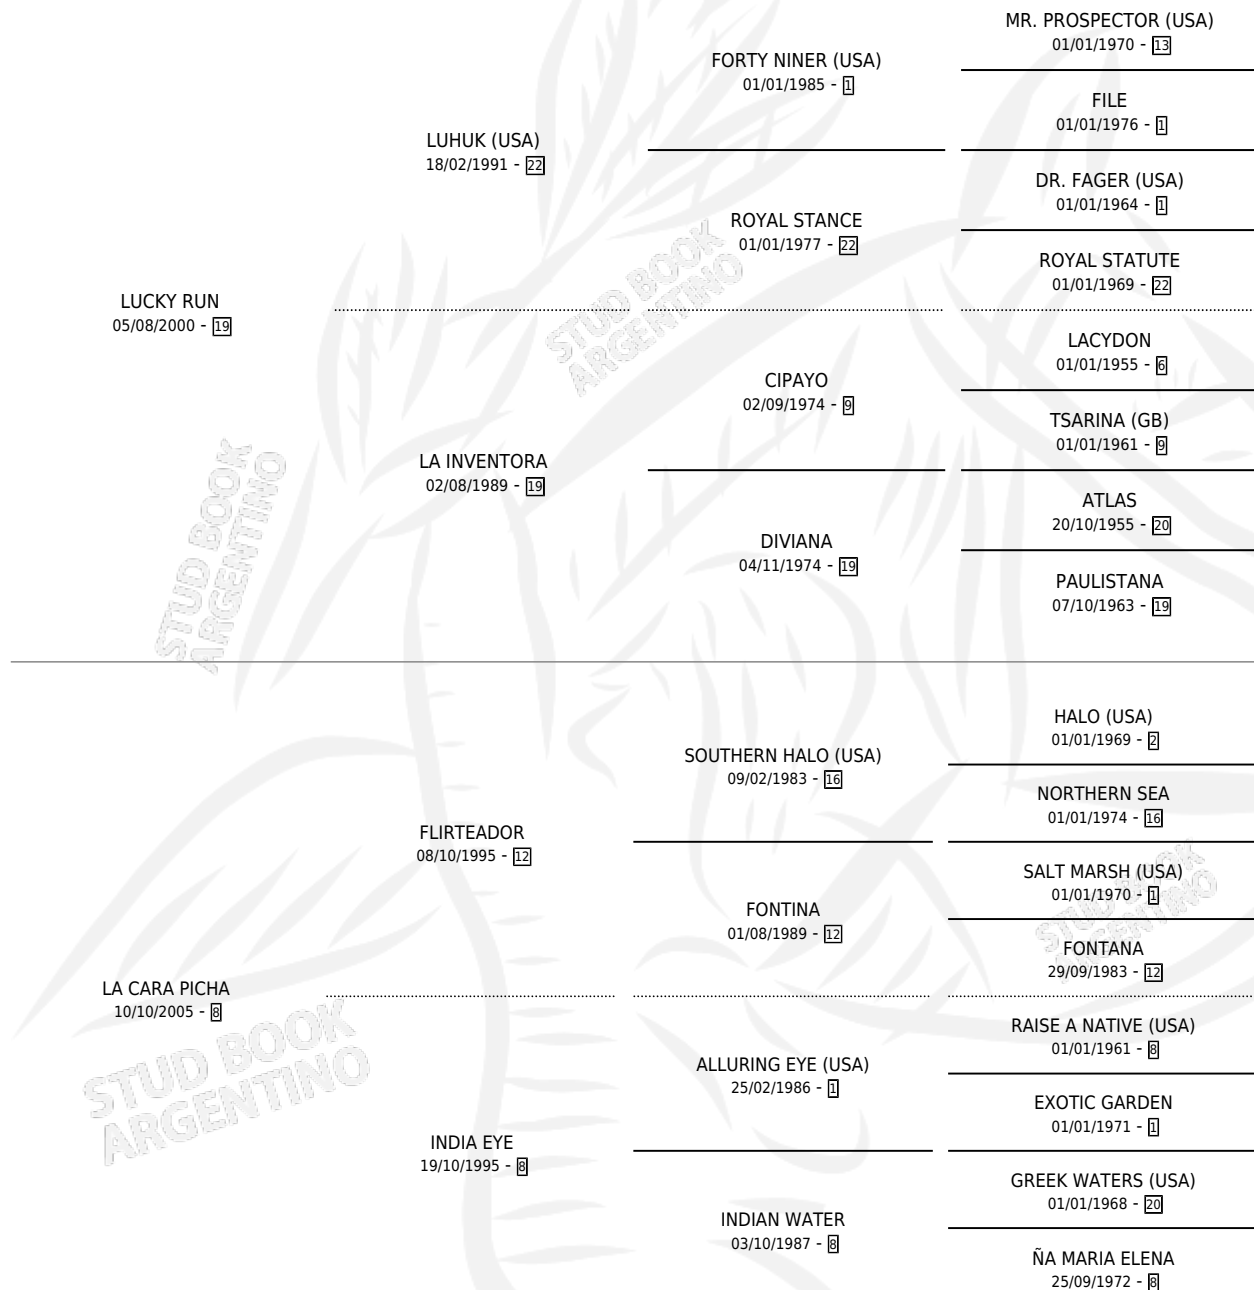 MR. PROSPECTOR (USA)
01/01/1970 - 13
FORTY NINER (USA)
01/01/1985 - 1
FILE
01/01/1976 - 1
LUHUK (USA)
18/02/1991 - 22
DR. FAGER (USA)
01/01/1964 - 1
ROYAL STANCE
01/01/1977 - 22
ROYAL STATUTE
01/01/1969 - 22
LUCKY RUN
05/08/2000 - 19
STUD BOOK
ARGENTINO
LACYDON
01/01/1955 - 6
CIPAYO
02/09/1974 - 9
TSARINA (GB)
01/01/1961 - 9
LA INVENTORA
02/08/1989 - 19
ATLAS
20/10/1955 - 20
DIVIANA
04/11/1974 - 19
PAULISTANA
07/10/1963 - 19
STUD BOOK
ARGENTINO
HALO (USA)
01/01/1969 - 2
SOUTHERN HALO (USA)
09/02/1983 - 16
NORTHERN SEA
01/01/1974 - 16
FLIRTEADOR
08/10/1995 - 12
SALT MARSH (USA)
01/01/1970 - 1
FONTINA
01/08/1989 - 12
STUD BOOK
ARGENTINO
FONTANA
29/09/1983 - 12
LA CARA PICHA
10/10/2005 - 8
RAISE A NATIVE (USA)
01/01/1961 - 8
ALLURING EYE (USA)
25/02/1986 - 1
STUD BOOK
ARGENTINO
EXOTIC GARDEN
01/01/1971 - 1
INDIA EYE
19/10/1995 - 8
GREEK WATERS (USA)
01/01/1968 - 20
INDIAN WATER
03/10/1987 - 8
ÑA MARIA ELENA
25/09/1972 - 8